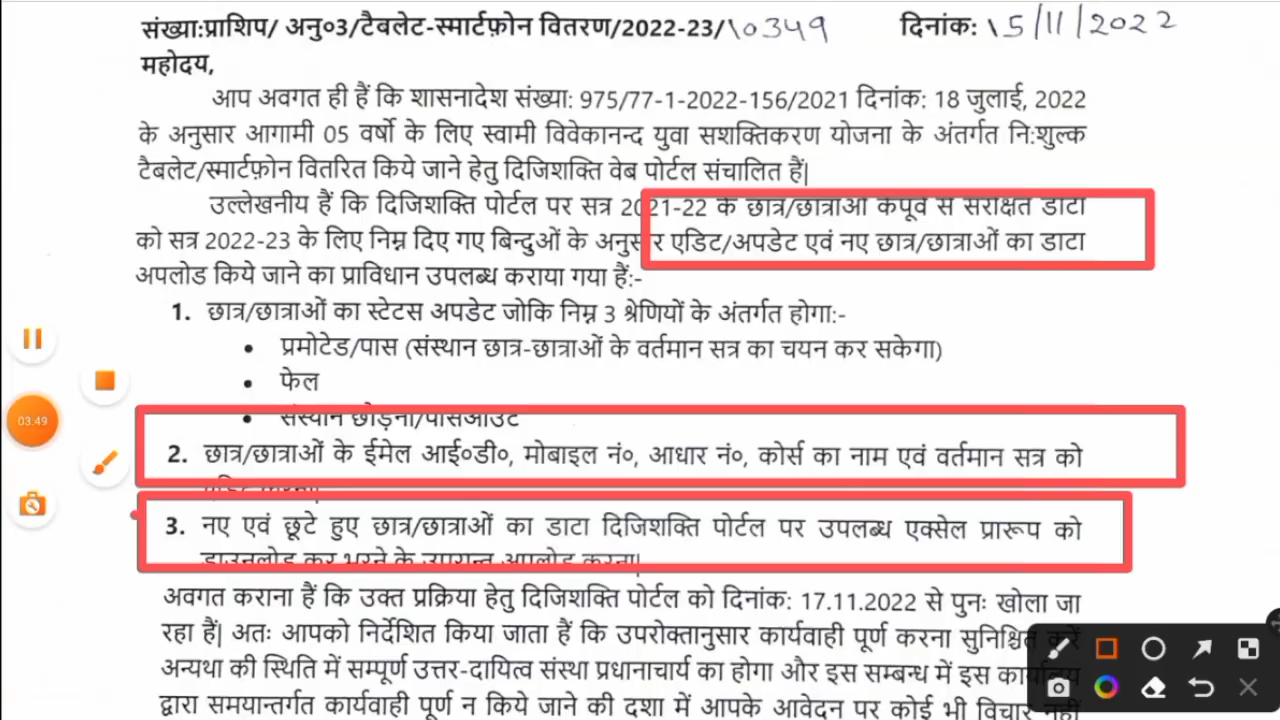 संख्या:प्राशिप/ अनु०3/टैबलेट-स्मार्टफ़ोन वितरण/2022-23/10349 दिनांक: 15/11/2022
महोदय,
आप अवगत ही हैं कि शासनादेश संख्या: 975/77-1-2022-156/2021 दिनांक: 18 जुलाई, 2022
के अनुसार आगामी 05 वर्षो के लिए स्वामी विवेकानन्द युवा सशक्तिकरण योजना के अंतर्गत नि:शुल्क
टैबलेट/स्मार्टफ़ोन वितरित किये जाने हेतु दिजिशक्ति वेब पोर्टल संचालित हैं|
उल्लेखनीय हैं कि दिजिशक्ति पोर्टल पर सत्र 2021-22 के छात्र/छात्राओं के पूर्व से संरक्षित डाटा
को सत्र 2022-23 के लिए निम्न दिए गए बिन्दुओं के अनुसार एडिट/अपडेट एवं नए छात्र/छात्राओं का डाटा
अपलोड किये जाने का प्राविधान उपलब्ध कराया गया हैं:-
1. छात्र/छात्राओं का स्टेटस अपडेट जोकि निम्न 3 श्रेणियों के अंतर्गत होगा:-
• प्रमोटेड/पास (संस्थान छात्र-छात्राओं के वर्तमान सत्र का चयन कर सकेगा)
• फेल
• संस्थान छोड़ना/पासआउट
2. छात्र/छात्राओं के ईमेल आई०डी०, मोबाइल नं०, आधार नं०, कोर्स का नाम एवं वर्तमान सत्र को
एडिट करना|
3. नए एवं छूटे हुए छात्र/छात्राओं का डाटा दिजिशक्ति पोर्टल पर उपलब्ध एक्सेल प्रारूप को
डाउनलोड कर भरने के उपरान्त अपलोड करना|
अवगत कराना हैं कि उक्त प्रक्रिया हेतु दिजिशक्ति पोर्टल को दिनांक: 17.11.2022 से पुनः खोला जा
रहा हैं| अतः आपको निर्देशित किया जाता हैं कि उपरोक्तानुसार कार्यवाही पूर्ण करना सुनिश्चित करें
अन्यथा की स्थिति में सम्पूर्ण उत्तर-दायित्व संस्था प्रधानाचार्य का होगा और इस सम्बन्ध में इस कार्यालय
द्वारा समयान्तर्गत कार्यवाही पूर्ण न किये जाने की दशा में आपके आवेदन पर कोई भी विचार नहीं
03:49